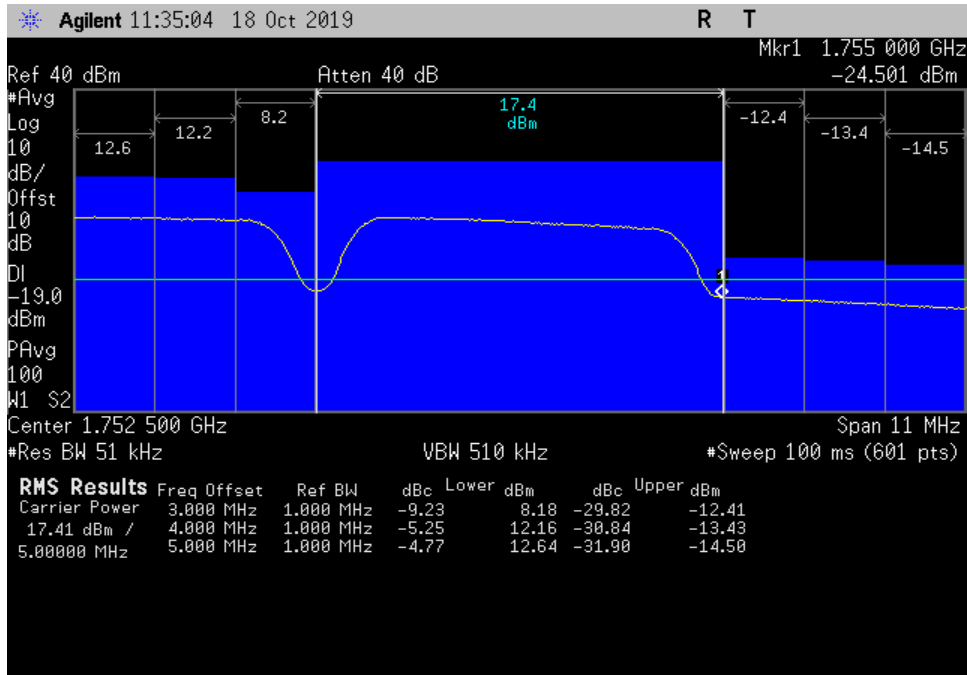 Agilent 11:35:04 18 Oct 2019 R T
Mkr1 1.755 000 GHz
Ref 40 dBm Atten 40 dB -24.501 dBm
#Avg
Log
10
dB/
Offst
10
dB
DI
-19.0
dBm
PAvg
100
W1 S2
12.6
12.2
8.2
17.4
dBm
-12.4
-13.4
-14.5
1
Center 1.752 500 GHz Span 11 MHz
#Res BW 51 kHz VBW 510 kHz #Sweep 100 ms (601 pts)
RMS Results Freq Offset Ref BW dBc Lower dBm dBc Upper dBm
Carrier Power 3.000 MHz 1.000 MHz -9.23 8.18 -29.82 -12.41
17.41 dBm / 4.000 MHz 1.000 MHz -5.25 12.16 -30.84 -13.43
5.00000 MHz 5.000 MHz 1.000 MHz -4.77 12.64 -31.90 -14.50